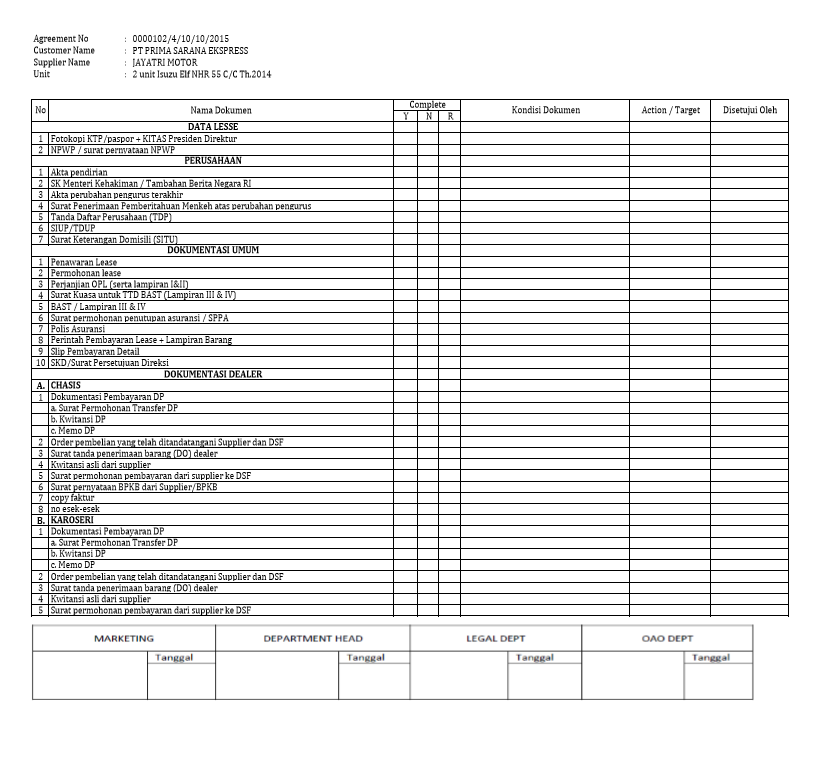 Agreement No : 0000102/4/10/10/2015
Customer Name : PT PRIMA SARANA EKSPRESS
Supplier Name : JAYATRI MOTOR
Unit : 2 unit Isuzu Elf NHR 55 C/C Th.2014
No Nama Dokumen Complete Kondisi Dokumen Action / Target Disetujui Oleh
Y N R
DATA LESSE
1 Fotokopi KTP/paspor + KITAS Presiden Direktur
2 NPWP / surat pernyataan NPWP
PERUSAHAAN
1 Akta pendirian
2 SK Menteri Kehakiman / Tambahan Berita Negara RI
3 Akta perubahan pengurus terakhir
4 Surat Penerimaan Pemberitahuan Menkeh atas perubahan pengurus
5 Tanda Daftar Perusahaan (TDP)
6 SIUP/TDUP
7 Surat Keterangan Domisili (SITU)
DOKUMENTASI UMUM
1 Penawaran Lease
2 Permohonan lease
3 Perjanjian OPL (serta lampiran I&II)
4 Surat Kuasa untuk TTD BAST (Lampiran III & IV)
5 BAST / Lampiran III & IV
6 Surat permohonan penutupan asuransi / SPPA
7 Polis Asuransi
8 Perintah Pembayaran Lease + Lampiran Barang
9 Slip Pembayaran Detail
10 SKD/Surat Persetujuan Direksi
DOKUMENTASI DEALER
A. CHASIS
1 Dokumentasi Pembayaran DP
a. Surat Permohonan Transfer DP
b. Kwitansi DP
c. Memo DP
2 Order pembelian yang telah ditandatangani Supplier dan DSF
3 Surat tanda penerimaan barang (DO) dealer
4 Kwitansi asli dari supplier
5 Surat permohonan pembayaran dari supplier ke DSF
6 Surat pernyataan BPKB dari Supplier/BPKB
7 copy faktur
8 no esek-esek
B. KAROSERI
1 Dokumentasi Pembayaran DP
a. Surat Permohonan Transfer DP
b. Kwitansi DP
c. Memo DP
2 Order pembelian yang telah ditandatangani Supplier dan DSF
3 Surat tanda penerimaan barang (DO) dealer
4 Kwitansi asli dari supplier
5 Surat permohonan pembayaran dari supplier ke DSF
MARKETING DEPARTMENT HEAD LEGAL DEPT OAO DEPT
Tanggal Tanggal Tanggal Tanggal